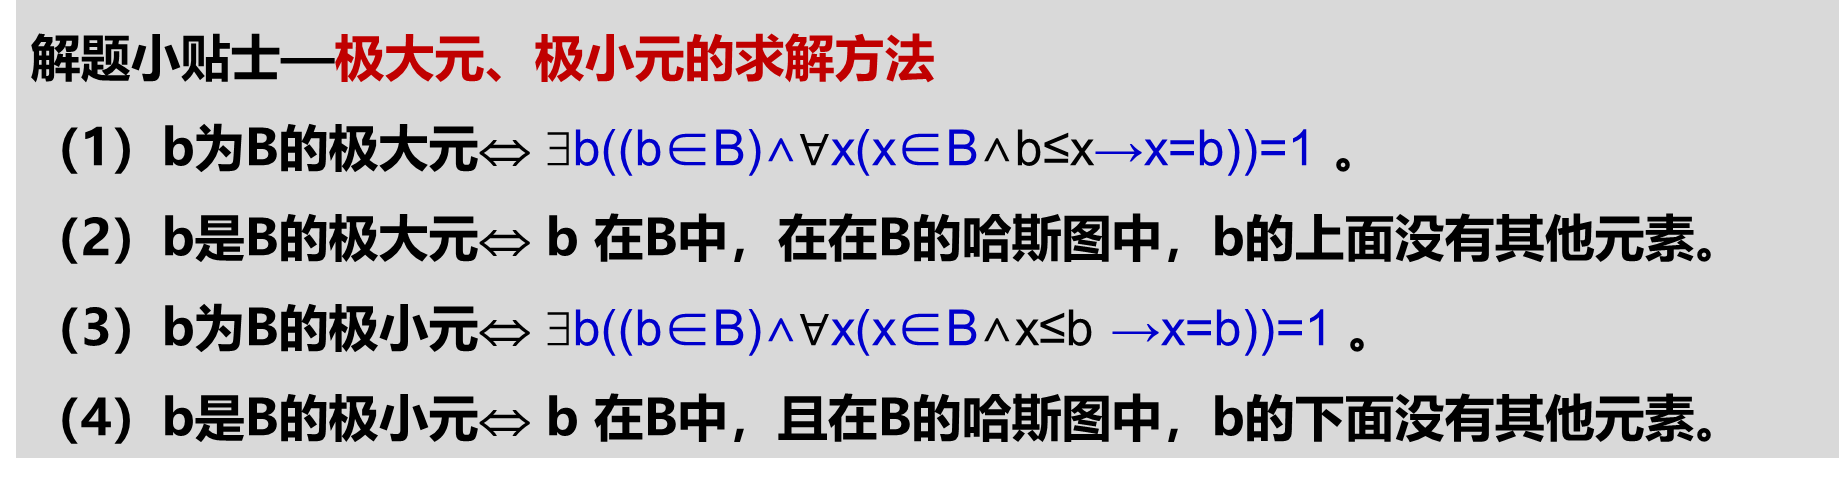 解题小贴士—极大元、极小元的求解方法
（1）b为B的极大元⇔ ∃b((b∈B)∧∀x(x∈B∧b≤x→x=b))=1 。
（2）b是B的极大元⇔ b 在B中，在在B的哈斯图中，b的上面没有其他元素。
（3）b为B的极小元⇔ ∃b((b∈B)∧∀x(x∈B∧x≤b →x=b))=1 。
（4）b是B的极小元⇔ b 在B中，且在B的哈斯图中，b的下面没有其他元素。